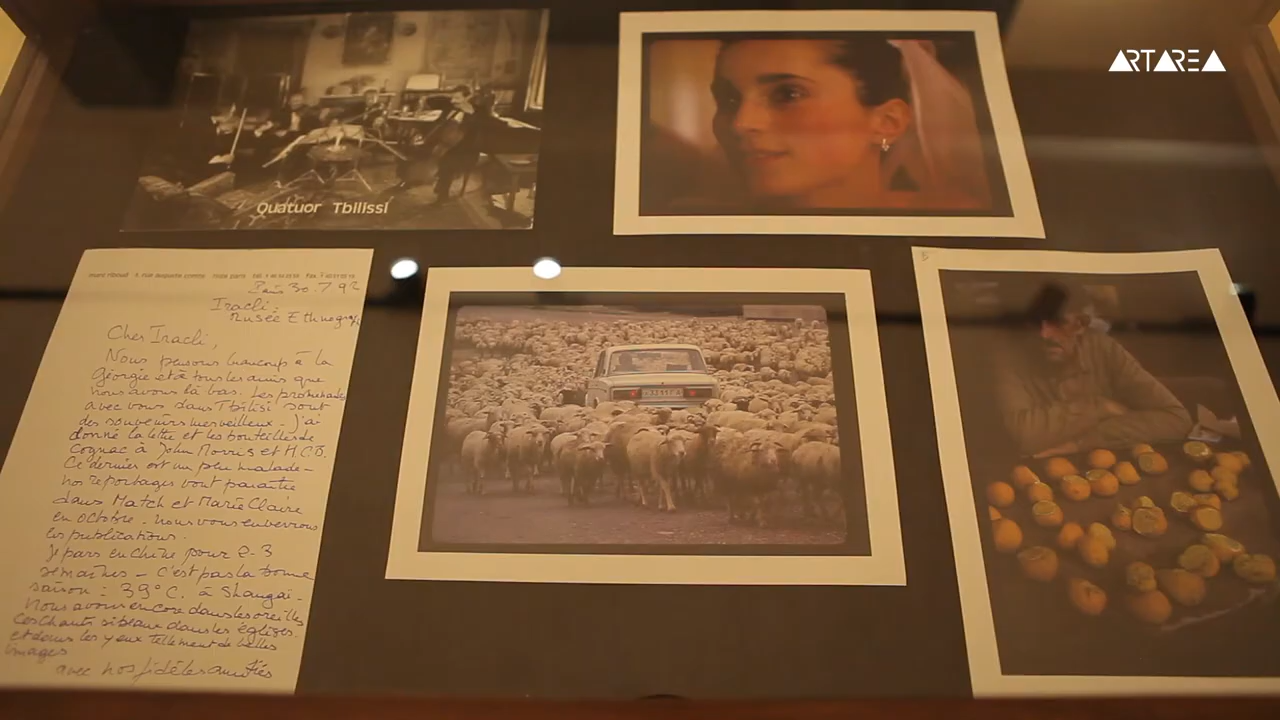 ARTAREA
Quatuor Tbilissi
Paris 30.7.92
Iracli:
Musée Ethnograp
Cher Iracli,
Nous pensons beaucoup à la
Géorgie et à tous les amis que
nous avons là bas. Les promenades
avec vous dans Tbilisi sont
des souvenirs merveilleux. J'ai
donné la lettre et les bouteilles de
cognac à John Morris et H.C.B.
Ce dernier est un peu malade -
nos reportages vont paraître
dans Match et Marie Claire
en octobre. nous vous enverrons
les publications.
Je pars en Chine pour 2-3
semaines - c'est pas la bonne
saison : 39°C. à Shangai -
Nous avons encore dans les oreilles
ces chants si beaux dans les églises.
et dans les yeux tellement de belles
images
avec nos fidèles amitiés